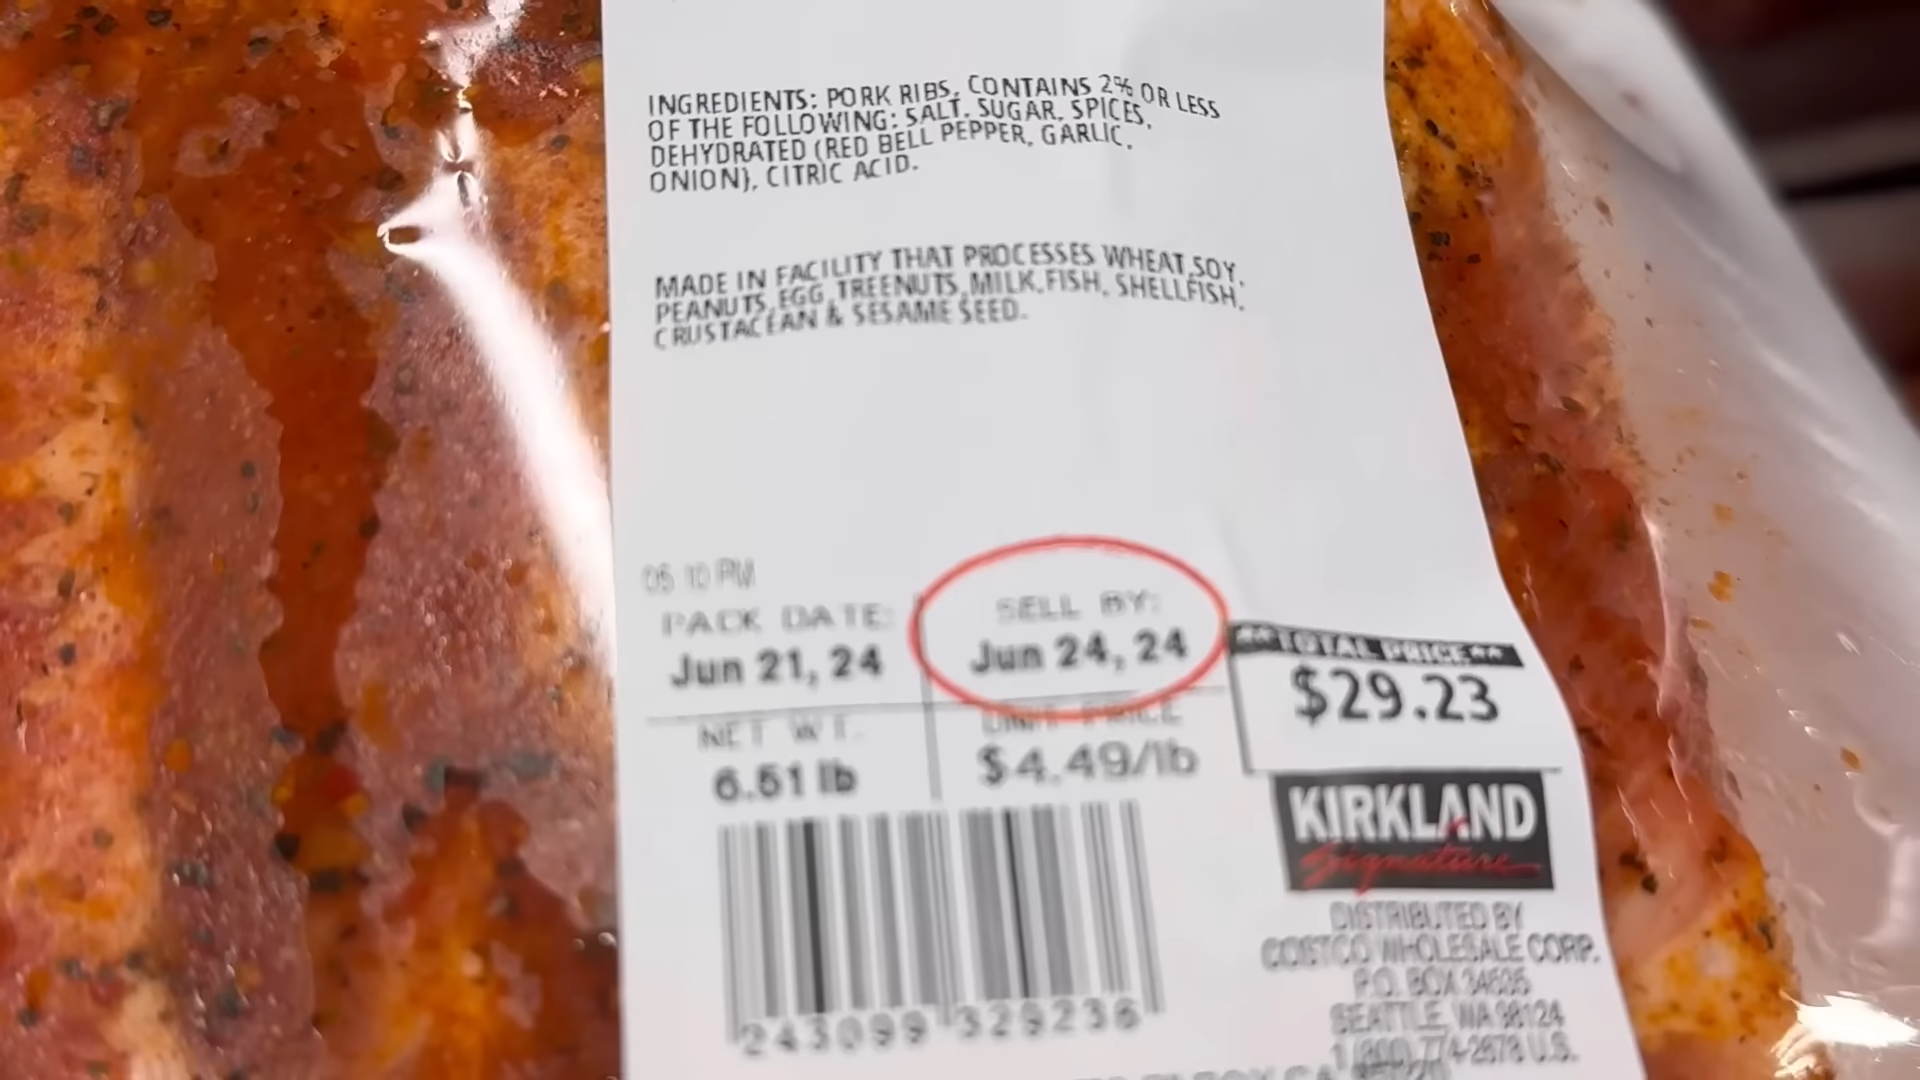 INGREDIENTS: PORK RIBS, CONTAINS 2% OR LESS
OF THE FOLLOWING: SALT, SUGAR, SPICES,
DEHYDRATED (RED BELL PEPPER, GARLIC,
ONION), CITRIC ACID.
MADE IN FACILITY THAT PROCESSES WHEAT,SOY,
PEANUTS,EGG, TREENUTS,MILK,FISH, SHELLFISH,
CRUSTACEAN & SESAME SEED.
05:10 PM
PACK DATE:
Jun 21, 24
SELL BY:
Jun 24, 24
**TOTAL PRICE**
$29.23
NET WT.
6.51 lb
UNIT PRICE
$4.49/lb
KIRKLAND
Signature
243099 329236
DISTRIBUTED BY
COSTCO WHOLESALE CORP.
P.O. BOX 34535
SEATTLE, WA 98124
1 (800) 774-2678 U.S.